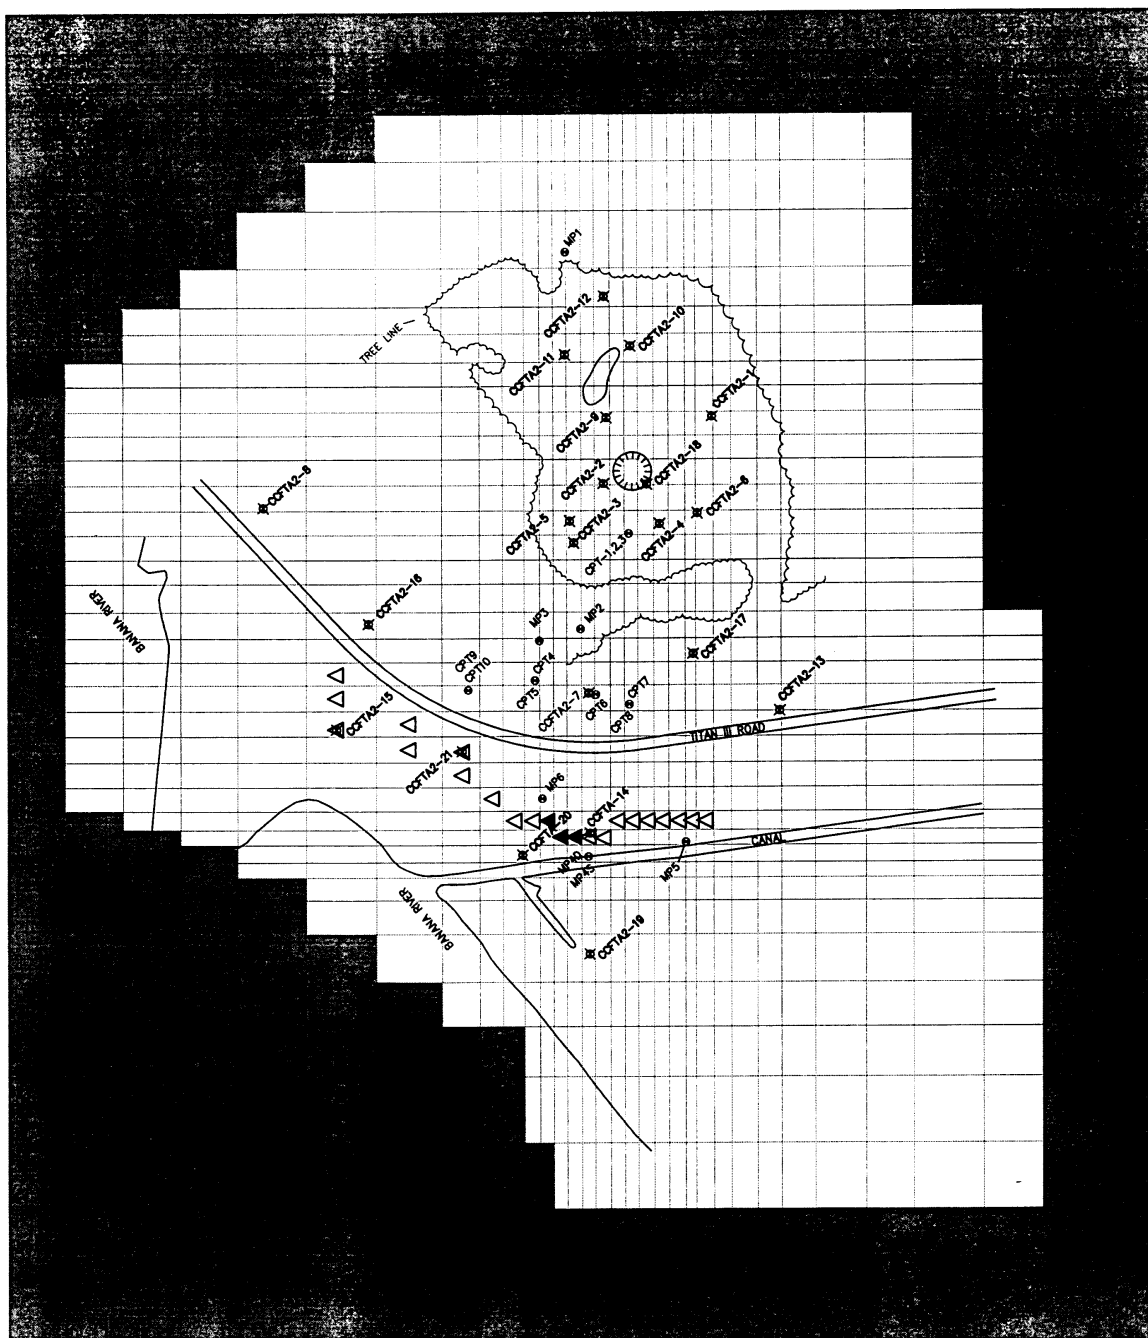 MP1
CCFTA2-12
CCFTA2-10
TREE LINE
CCFTA2-11
CCFTA2-1
CCFTA2-9
CCFTA2-18
CCFTA2-2
CCFTA2-8
CCFTA2-3
CCFTA2-6
CCFTA2-5
CPT-1,2,3
CCFTA2-4
CCFTA2-16
BANANA RIVER
MP3
MP2
CCFTA2-17
CPT9
CPT10
CPT4
CPT5
CCFTA2-7
CPT6
CPT7
CPT8
CCFTA2-13
CCFTA2-15
TITAN III ROAD
CCFTA2-21
MP6
CCFTA-14
CCFTA2-20
CANAL
MP4D
MP4S
MP5
BANANA RIVER
CCFTA2-19